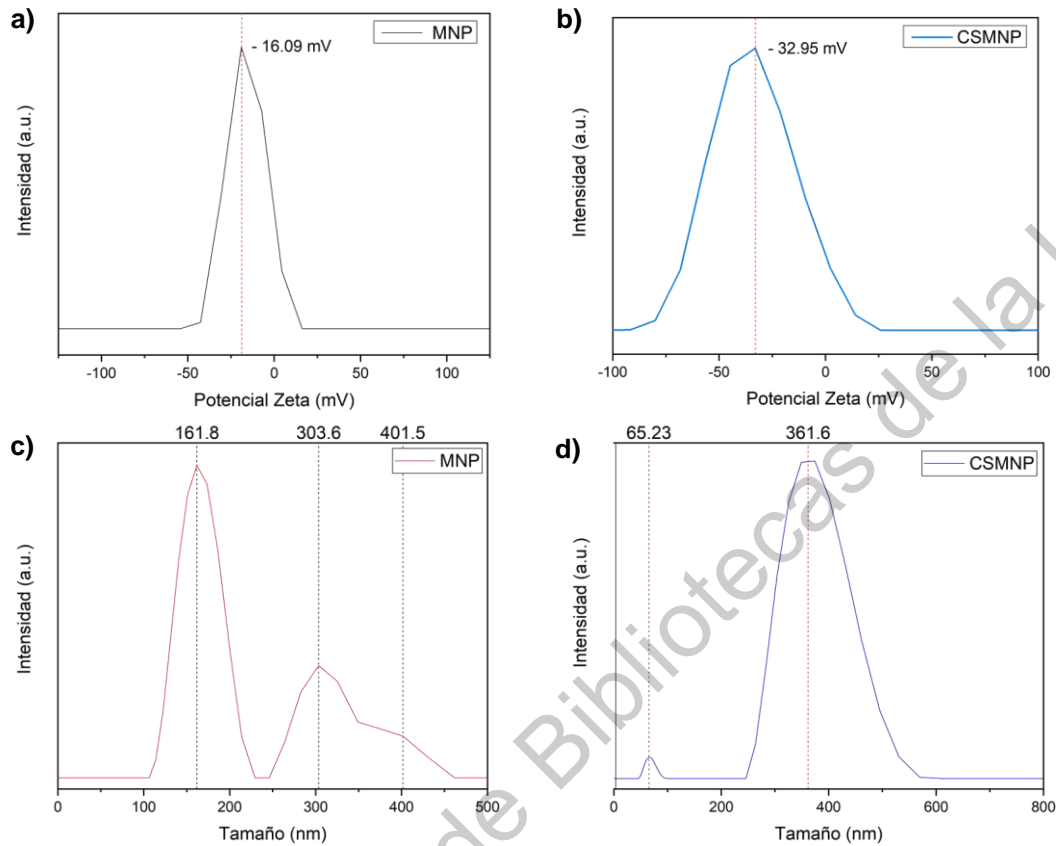 a)
MNP
- 16.09 mV
Intensidad (a.u.)
-100 -50 0 50 100
Potencial Zeta (mV)
b)
CSMNP
- 32.95 mV
Intensidad (a.u.)
-100 -50 0 50 100
Potencial Zeta (mV)
c)
161.8 303.6 401.5
MNP
Intensidad (a.u.)
0 100 200 300 400 500
Tamaño (nm)
d)
65.23 361.6
CSMNP
Intensidad (a.u.)
0 200 400 600 800
Tamaño (nm)
de Bibliotecas de la